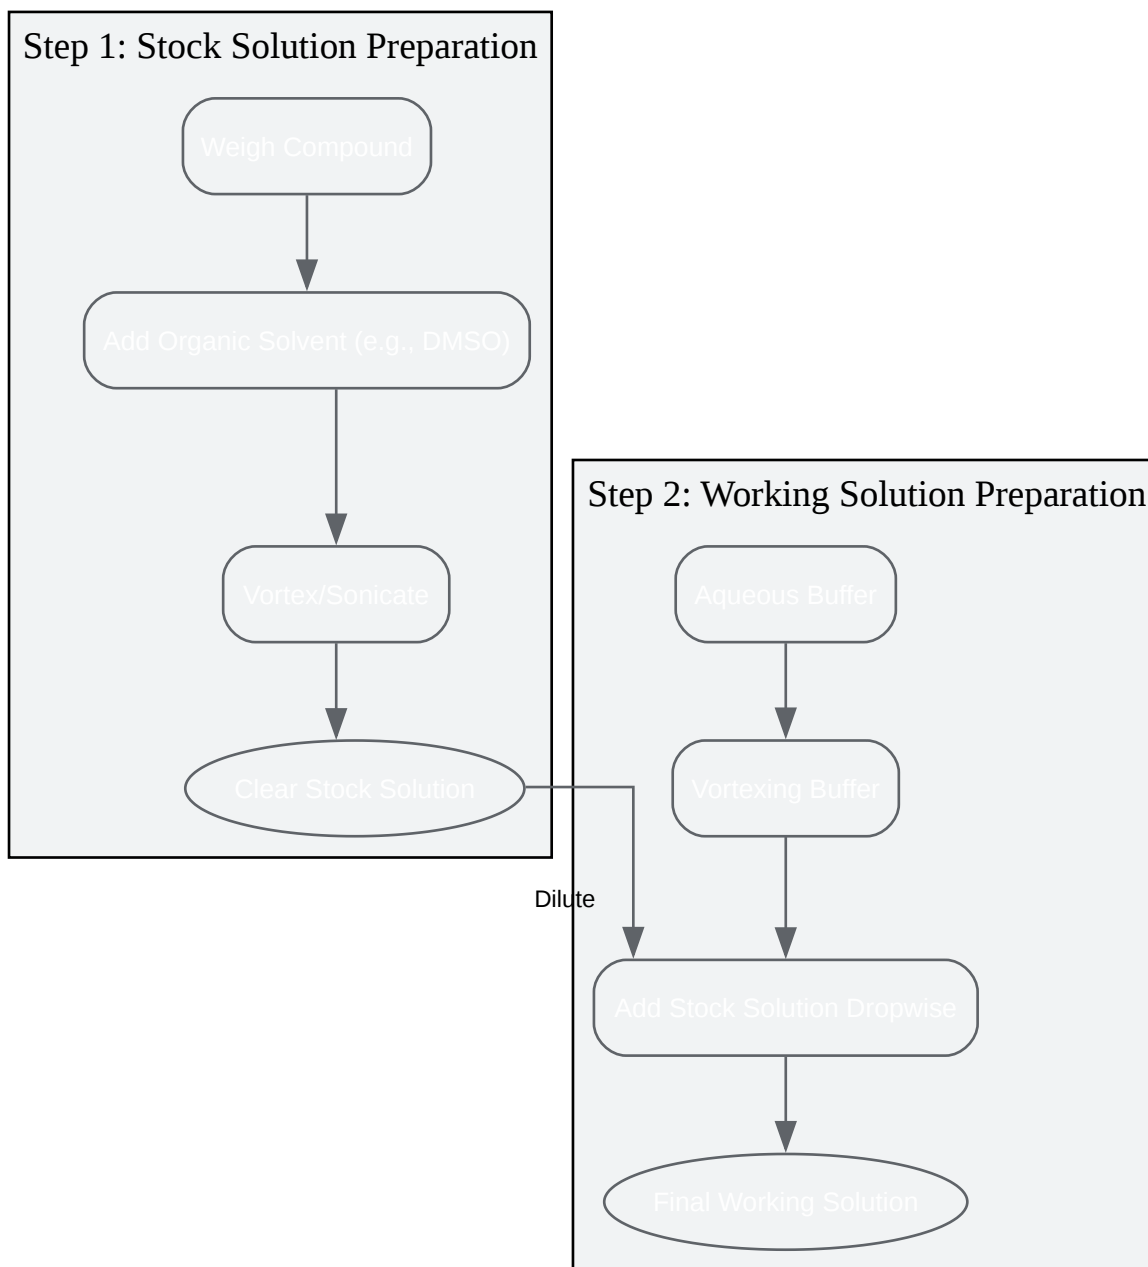 Step 1: Stock Solution Preparation
Weigh Compound
Add Organic Solvent (e.g., DMSO)
Vortex/Sonicate
Clear Stock Solution
Dilute
Step 2: Working Solution Preparation
Aqueous Buffer
Vortexing Buffer
Add Stock Solution Dropwise
Final Working Solution